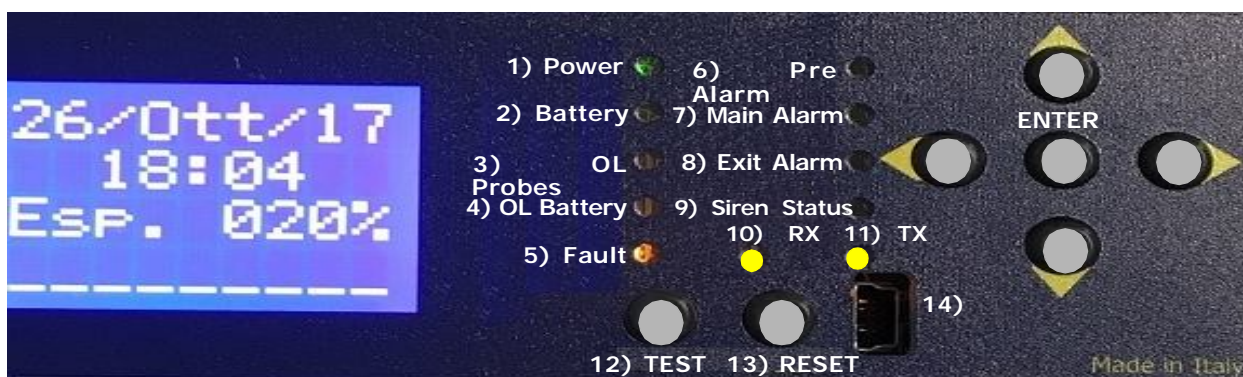 26/Ott/17
18:04
Esp. 020%
1) Power
2) Battery
3) OL
Probes
4) OL Battery
5) Fault
6) Pre
Alarm
7) Main Alarm
8) Exit Alarm
9) Siren Status
10) RX 11) TX
12) TEST 13) RESET
14)
ENTER
Made in Italy